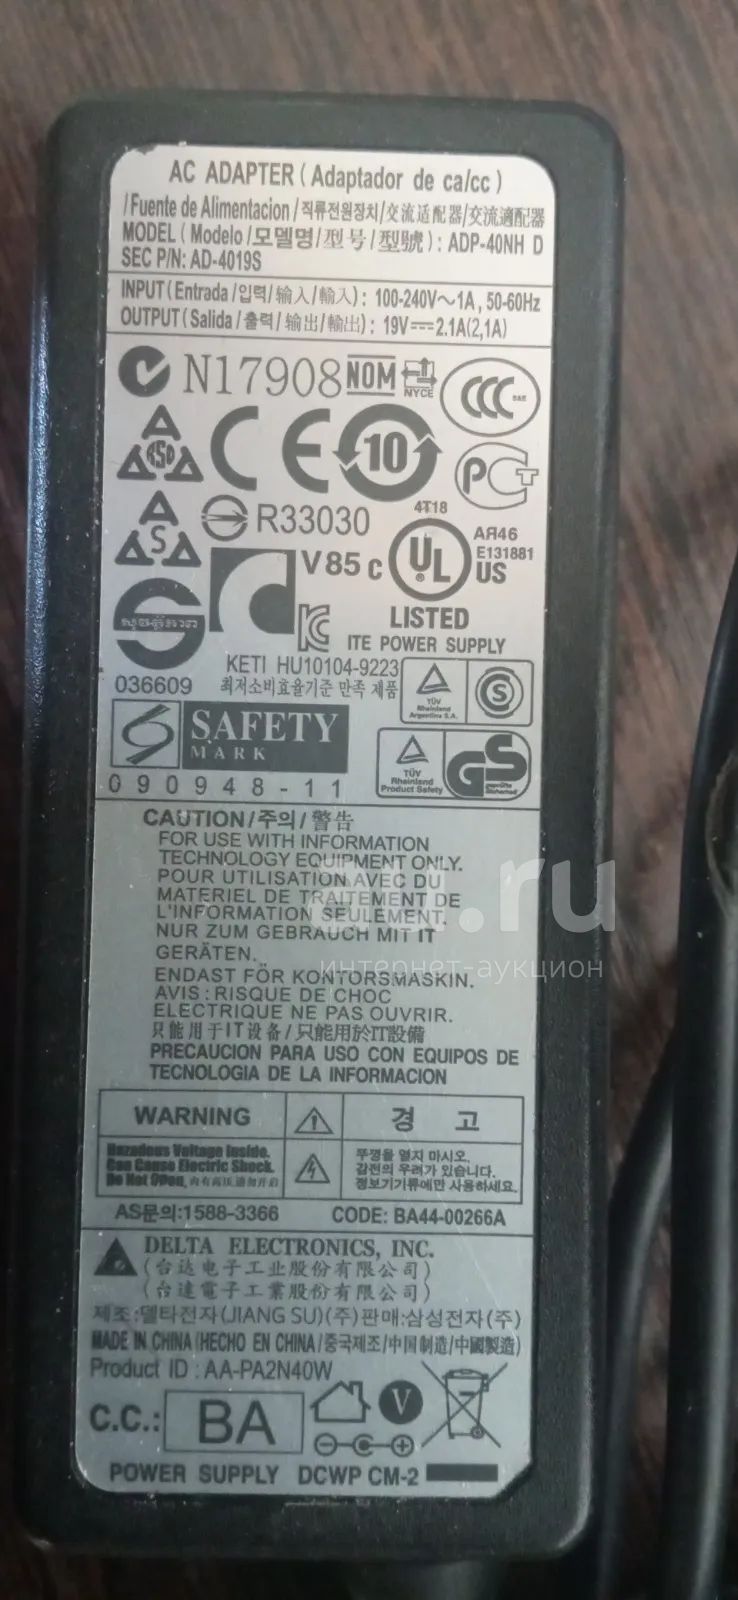 AC ADAPTER ( Adaptador de ca/cc )
/Fuente de Alimentacion/직류전원장치/交流适配器/交流適配器
MODEL ( Modelo /모델명/型号/型號 ) : ADP-40NH D
SEC P/N: AD-4019S
INPUT (Entrada /입력/输入/輸入) : 100-240V～1A, 50-60Hz
OUTPUT (Salida /출력/输出/輸出) : 19V⎓2.1A(2,1A)
N17908 NOM NYCE
CCC S&E
RSD CE 10 PCT
S R33030
4T18
V85 C UL US
AЯ46
E131881
LISTED
ITE POWER SUPPLY
KC
KETI HU10104-9223
최저소비효율기준 만족 제품
036609
TÜV
Rheinland
Argentina S.A.
S
SAFETY
MARK
090948-11
TÜV
Rheinland
Product Safety
GS
geprüfte
Sicherheit
CAUTION/주의/警告
FOR USE WITH INFORMATION
TECHNOLOGY EQUIPMENT ONLY.
POUR UTILISATION AVEC DU
MATERIEL DE TRAITEMENT DE
L'INFORMATION SEULEMENT.
NUR ZUM GEBRAUCH MIT IT
GERÄTEN.
ENDAST FÖR KONTORSMASKIN.
AVIS : RISQUE DE CHOC
ELECTRIQUE NE PAS OUVRIR.
只能用于IT设备/只能用於IT設備
PRECAUCION PARA USO CON EQUIPOS DE
TECNOLOGIA DE LA INFORMACION
.ru
интернет-аукцион
WARNING
경 고
Hazadous Voltage Inside.
Can Cause Electric Shock.
Do Not Open. 内有高压,请勿开启
뚜껑을 열지 마시오.
감전의 우려가 있습니다.
정보기기류에만 사용하세요.
AS문의:1588-3366 CODE: BA44-00266A
DELTA ELECTRONICS, INC.
(台达电子工业股份有限公司)
(台達電子工業股份有限公司)
제조:델타전자(JIANG SU)(주)판매:삼성전자(주)
MADE IN CHINA (HECHO EN CHINA/중국제조/中国制造/中國製造)
Product ID : AA-PA2N40W
C.C.: BA
V
POWER SUPPLY DCWP CM-2